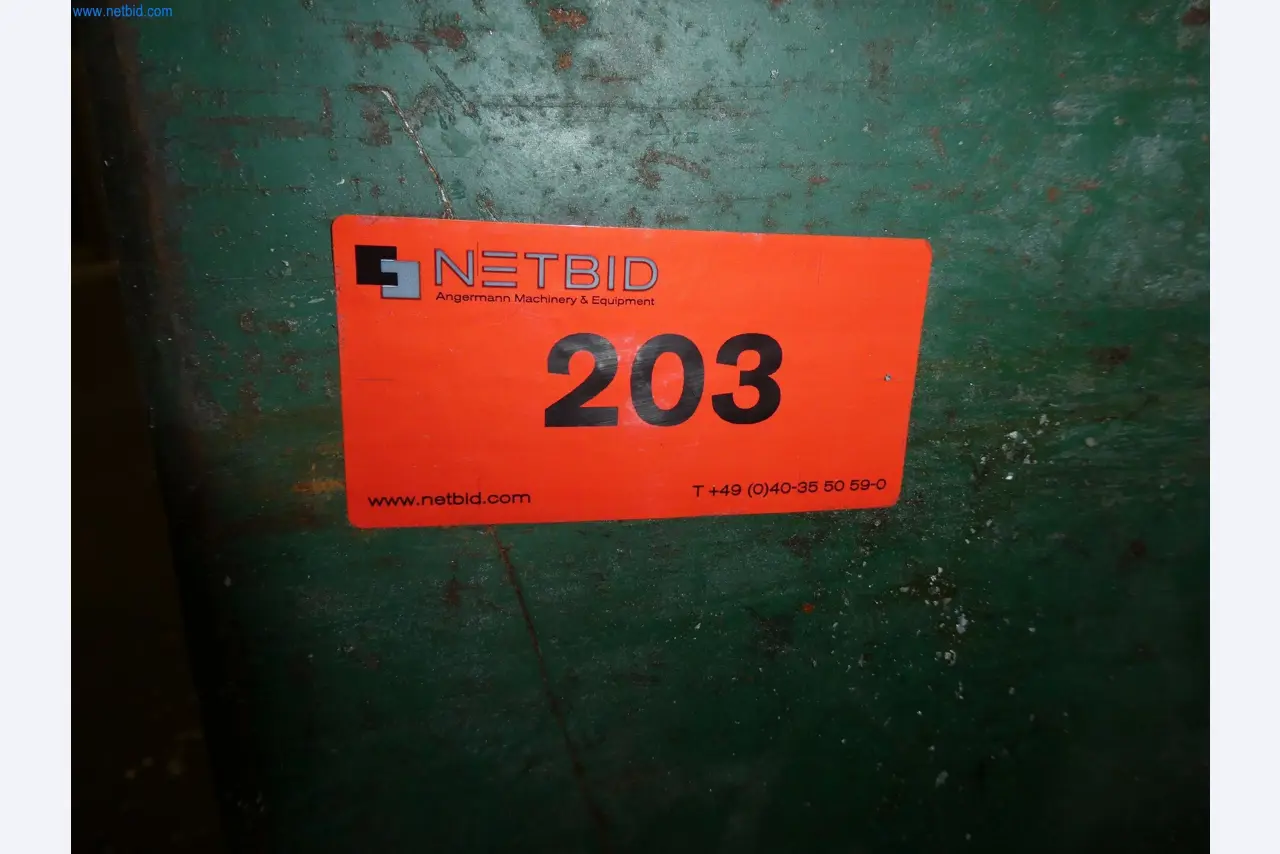 www.netbid.com
NETBID
Angermann Machinery & Equipment
203
www.netbid.com
T +49 (0)40-35 50 59-0